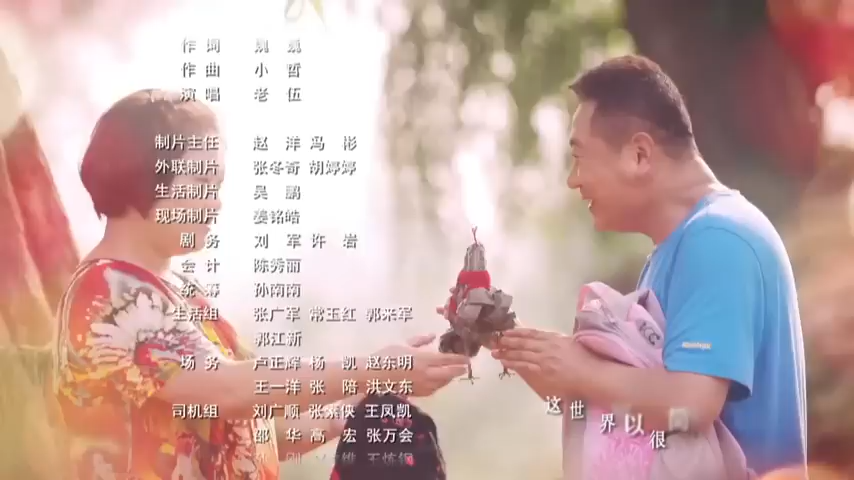 作 词 魏 巍
作 曲 小 哲
演 唱 老 伍
制片主任 赵 洋 冯 彬
外联制片 张冬奇 胡婷婷
生活制片 吴 鹏
现场制片 姜铭皓
剧 务 刘 军 许 岩
会 计 陈秀丽
统 筹 孙南南
生活组 张广军 常玉红 郭来军
郭江新
场 务 卢正辉 杨 凯 赵东明
王一洋 张 陪 洪文东
司机组 刘广顺 张紫侠 王凤凯
邵 华 高 宏 张万会
这世界以很